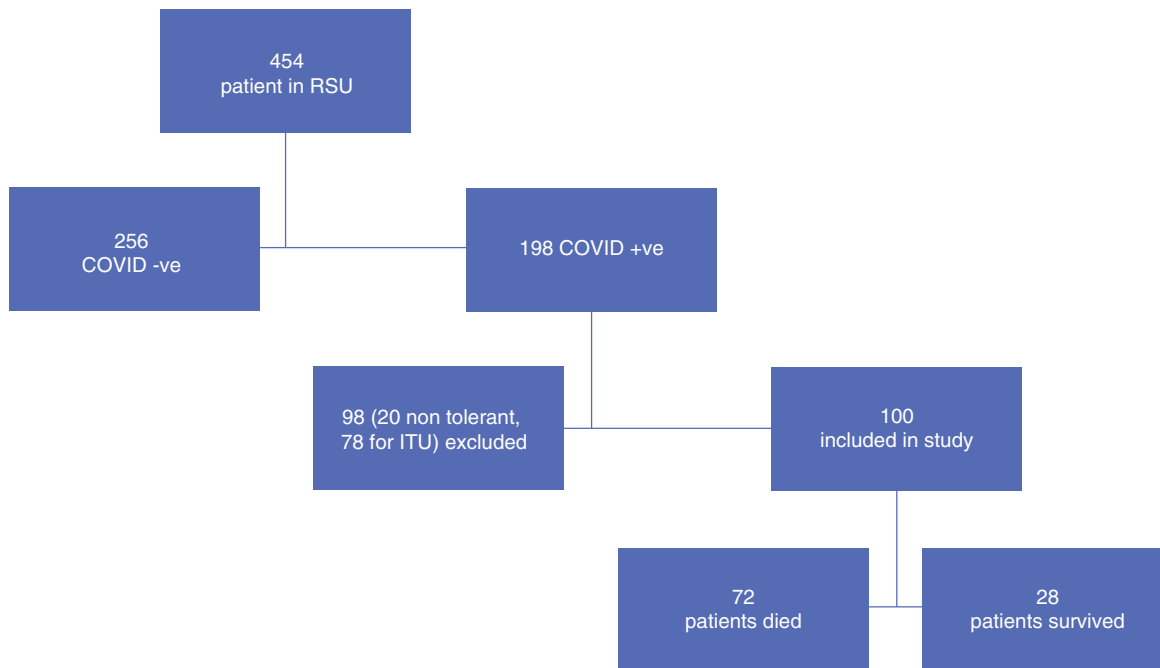 454
patient in RSU
256
COVID -ve
198 COVID +ve
98 (20 non tolerant,
78 for ITU) excluded
100
included in study
72
patients died
28
patients survived